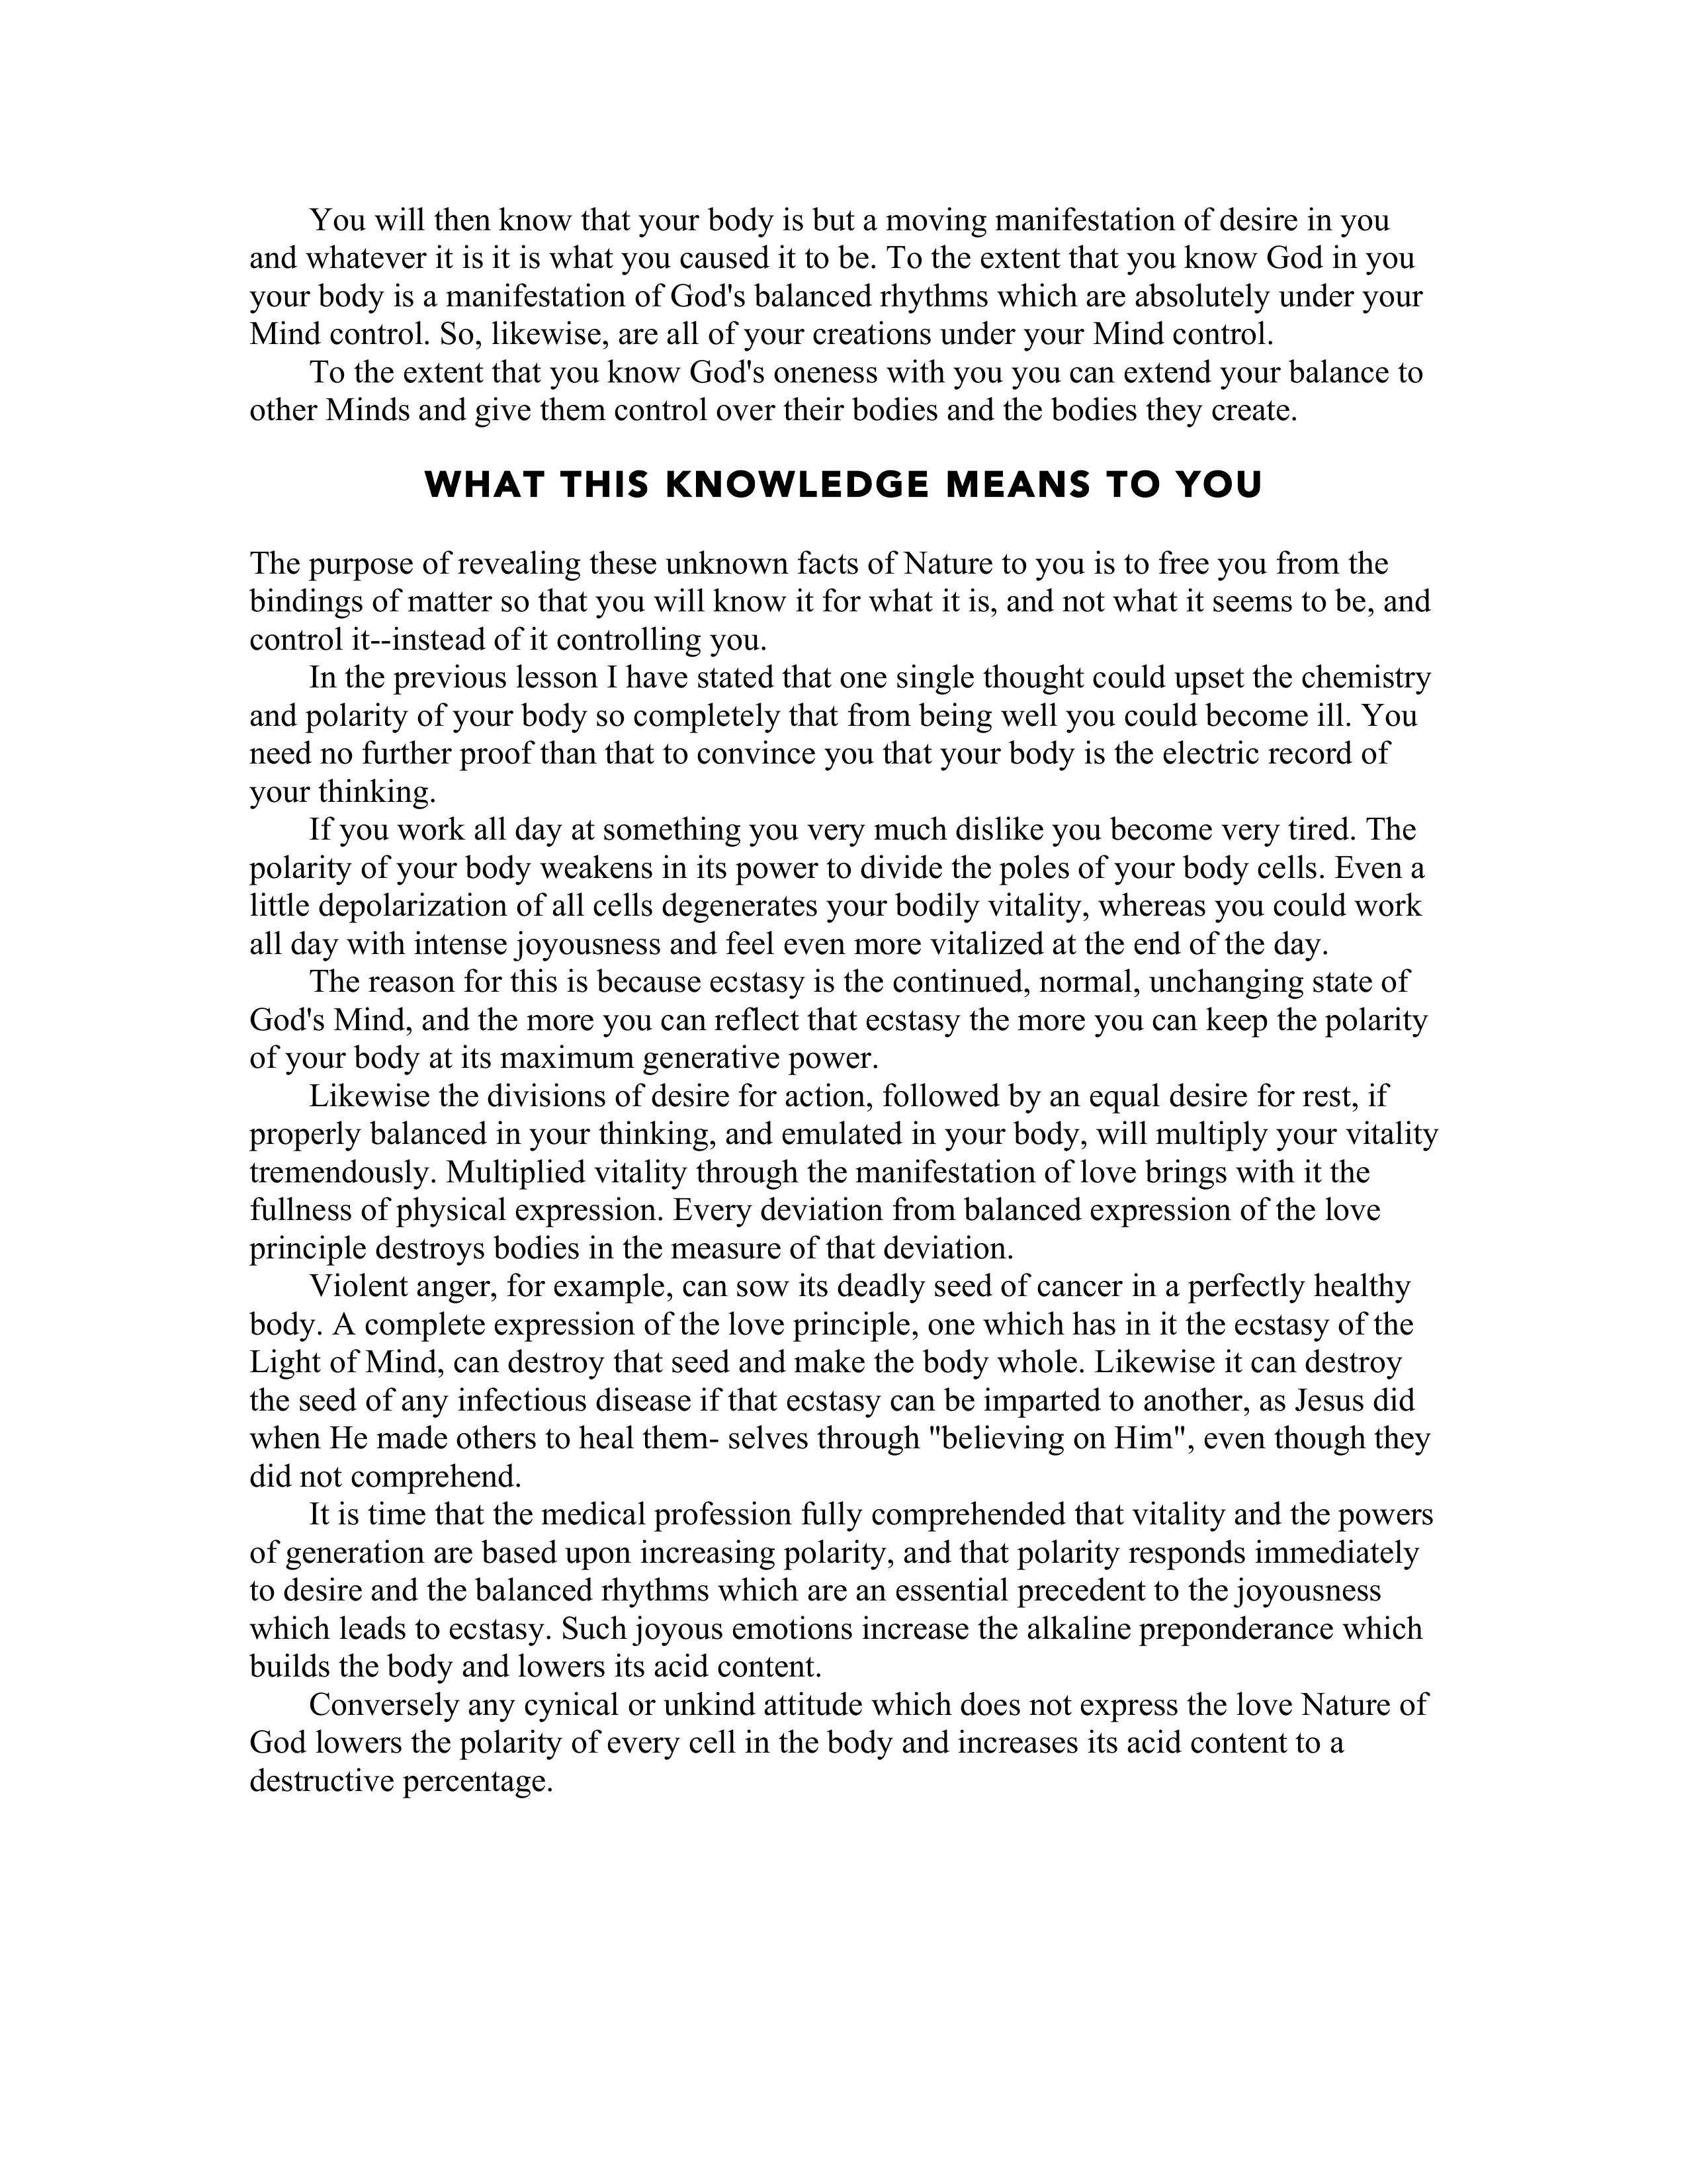 You will then know that your body is but a moving manifestation of desire in you
and whatever it is it is what you caused it to be. To the extent that you know God in you
your body is a manifestation of God's balanced rhythms which are absolutely under your
Mind control. So, likewise, are all of your creations under your Mind control.
To the extent that you know God's oneness with you you can extend your balance to
other Minds and give them control over their bodies and the bodies they create.
WHAT THIS KNOWLEDGE MEANS TO YOU
The purpose of revealing these unknown facts of Nature to you is to free you from the
bindings of matter so that you will know it for what it is, and not what it seems to be, and
control it--instead of it controlling you.
In the previous lesson I have stated that one single thought could upset the chemistry
and polarity of your body so completely that from being well you could become ill. You
need no further proof than that to convince you that your body is the electric record of
your thinking.
If you work all day at something you very much dislike you become very tired. The
polarity of your body weakens in its power to divide the poles of your body cells. Even a
little depolarization of all cells degenerates your bodily vitality, whereas you could work
all day with intense joyousness and feel even more vitalized at the end of the day.
The reason for this is because ecstasy is the continued, normal, unchanging state of
God's Mind, and the more you can reflect that ecstasy the more you can keep the polarity
of your body at its maximum generative power.
Likewise the divisions of desire for action, followed by an equal desire for rest, if
properly balanced in your thinking, and emulated in your body, will multiply your vitality
tremendously. Multiplied vitality through the manifestation of love brings with it the
fullness of physical expression. Every deviation from balanced expression of the love
principle destroys bodies in the measure of that deviation.
Violent anger, for example, can sow its deadly seed of cancer in a perfectly healthy
body. A complete expression of the love principle, one which has in it the ecstasy of the
Light of Mind, can destroy that seed and make the body whole. Likewise it can destroy
the seed of any infectious disease if that ecstasy can be imparted to another, as Jesus did
when He made others to heal them- selves through "believing on Him", even though they
did not comprehend.
It is time that the medical profession fully comprehended that vitality and the powers
of generation are based upon increasing polarity, and that polarity responds immediately
to desire and the balanced rhythms which are an essential precedent to the joyousness
which leads to ecstasy. Such joyous emotions increase the alkaline preponderance which
builds the body and lowers its acid content.
Conversely any cynical or unkind attitude which does not express the love Nature of
God lowers the polarity of every cell in the body and increases its acid content to a
destructive percentage.